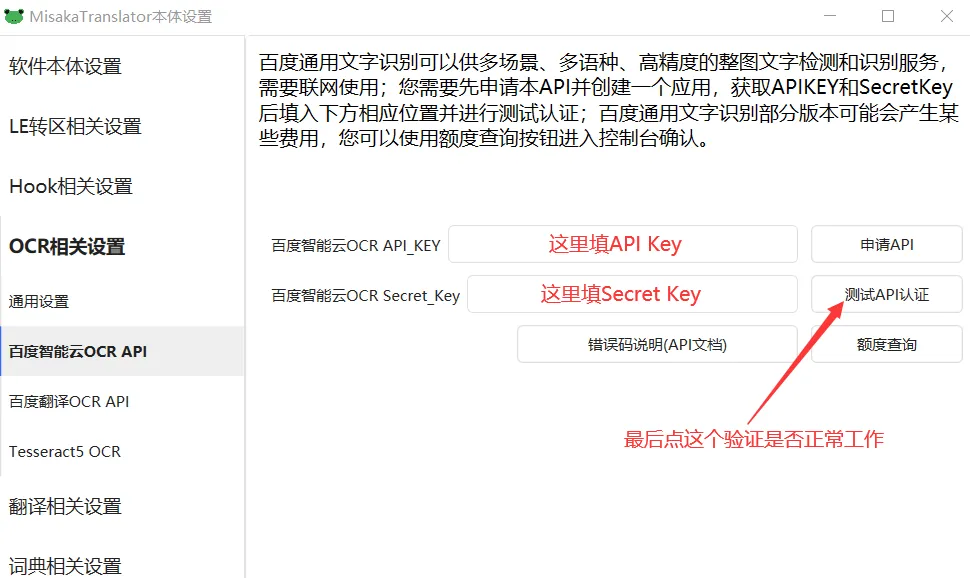 MisakaTranslator本体设置
软件本体设置
LE转区相关设置
Hook相关设置
OCR相关设置
通用设置
百度智能云OCR API
百度翻译OCR API
Tesseract5 OCR
翻译相关设置
词典相关设置
百度通用文字识别可以供多场景、多语种、高精度的整图文字检测和识别服务，
需要联网使用；您需要先申请本API并创建一个应用，获取APIKEY和SecretKey
后填入下方相应位置并进行测试认证；百度通用文字识别部分版本可能会产生某
些费用，您可以使用额度查询按钮进入控制台确认。
百度智能云OCR API_KEY 这里填API Key 申请API
百度智能云OCR Secret_Key 这里填Secret Key 测试API认证
错误码说明(API文档) 额度查询
最后点这个验证是否正常工作